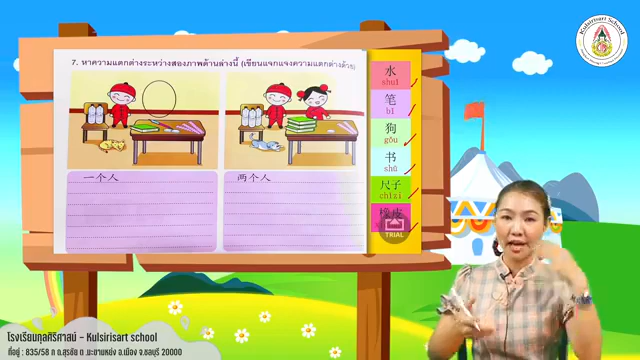 Kulsirisart School
7. หาความแตกต่างระหว่างสองภาพด้านล่างนี้ (เขียนแจกแจงความแตกต่างด้วย)
一个人
两个人
水
shuǐ
笔
bǐ
狗
gǒu
书
shū
尺子
chǐzi
橡皮
TRIAL
โรงเรียนกุลศิริศาสน์ - Kulsirisart school
ที่อยู่ : 835/58 ถ.สุรชัย ต.มะขามหย่ง อ.เมือง จ.ชลบุรี 20000